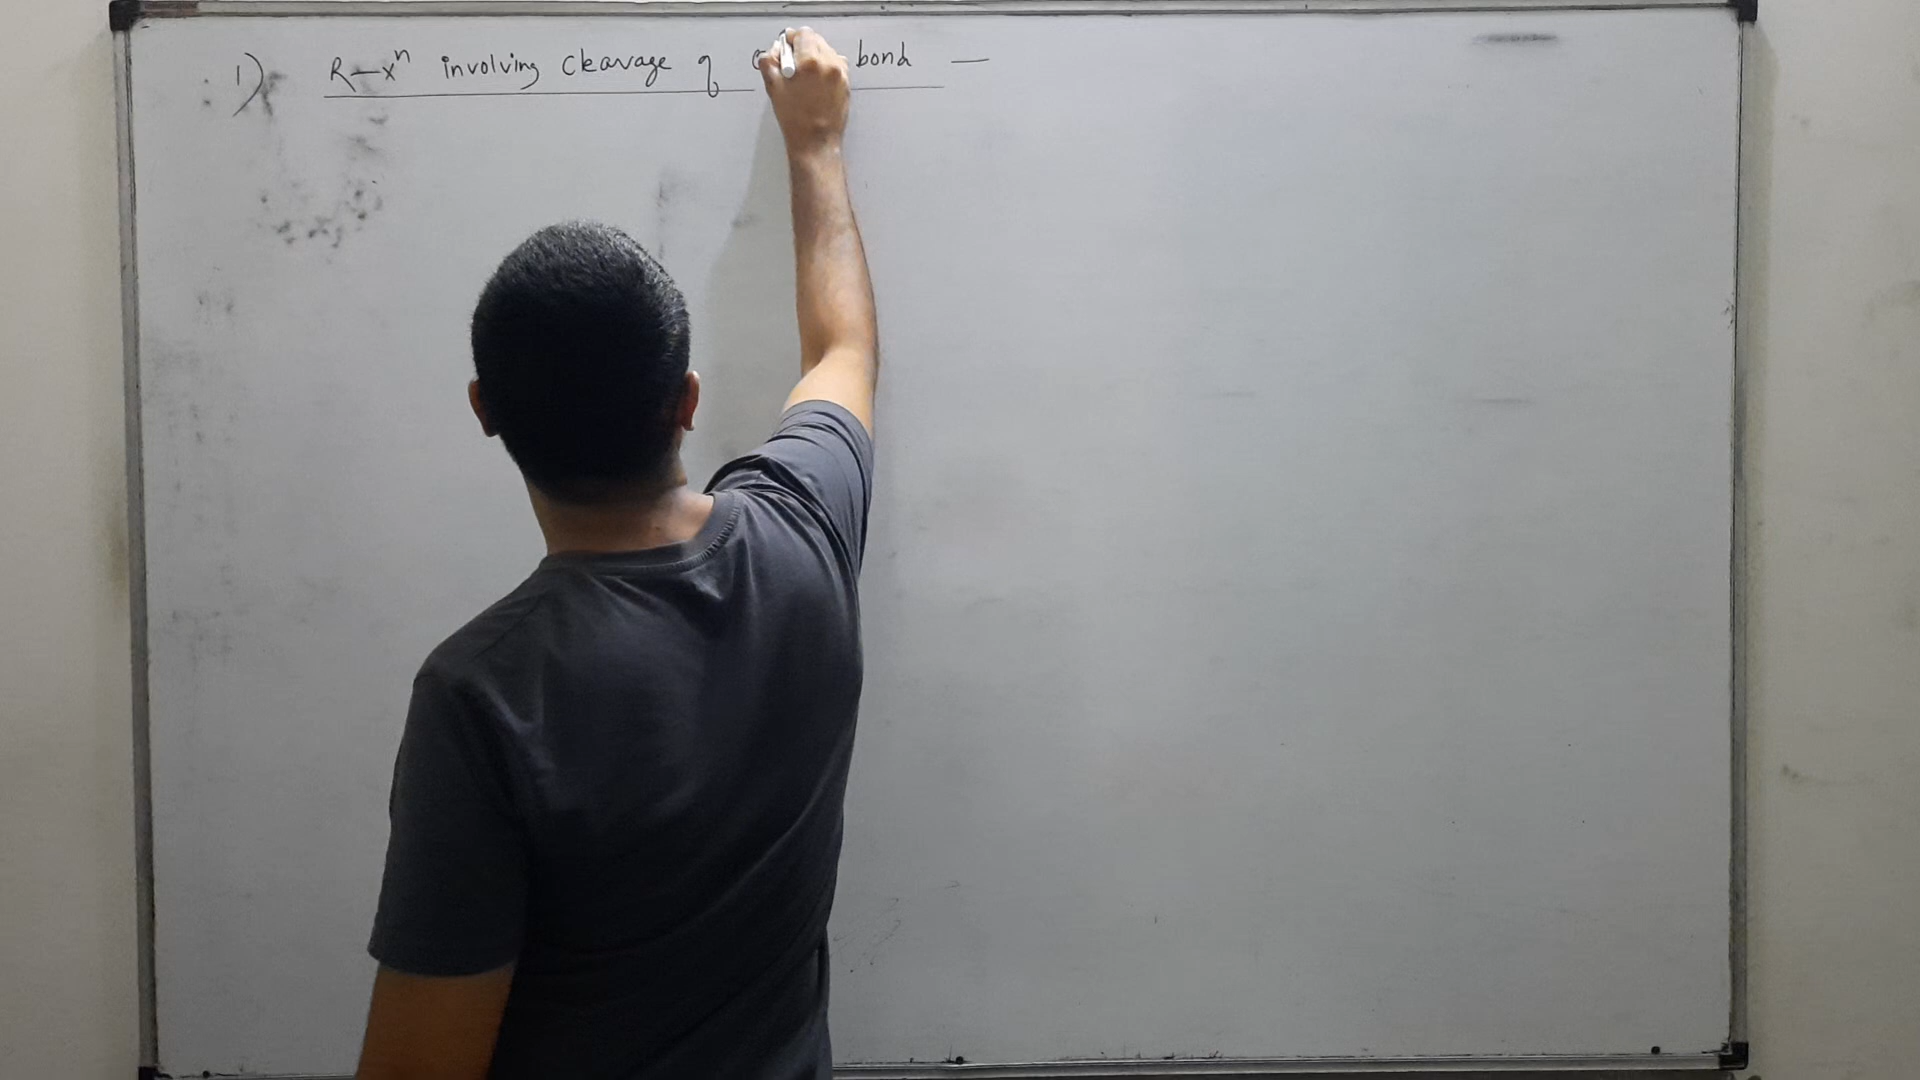 1) R-xⁿ involving cleavage of bond —